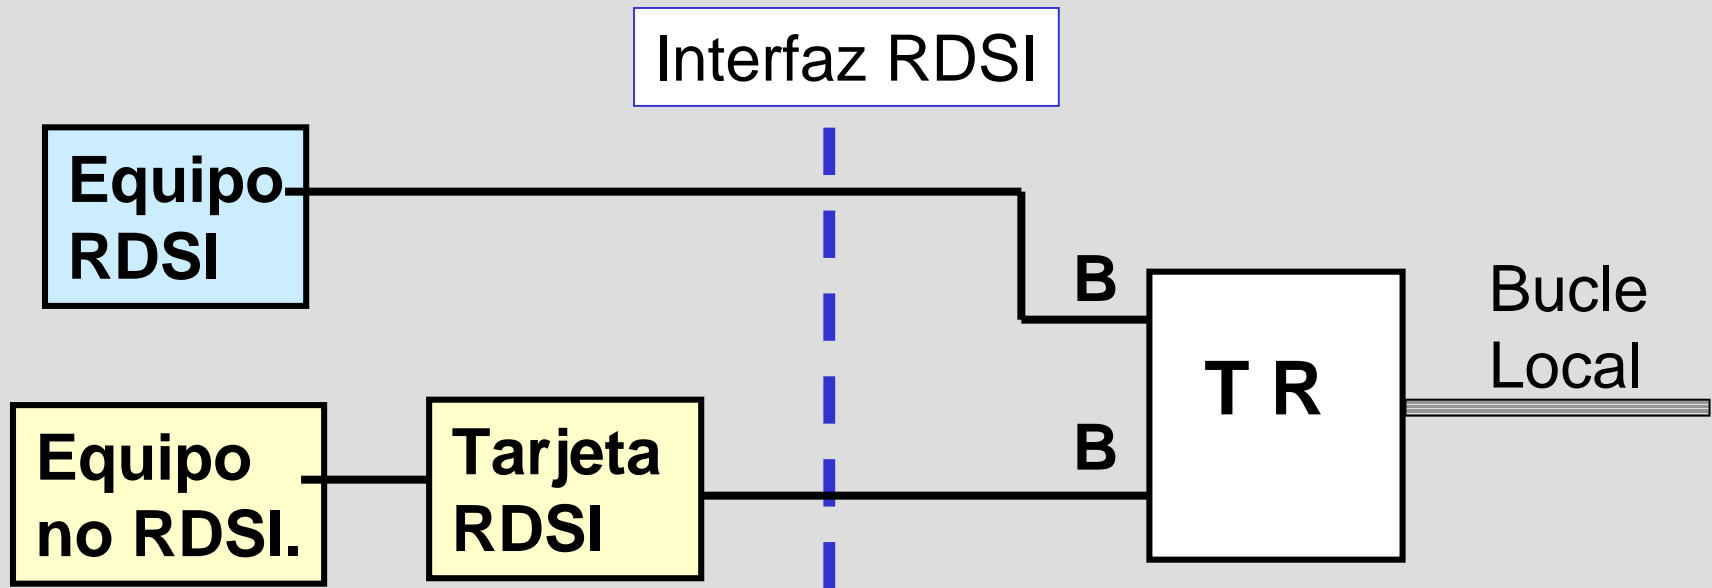 Interfaz RDSI
Equipo
RDSI
B
Bucle
Local
T R
B
Equipo
no RDSI.
Tarjeta
RDSI